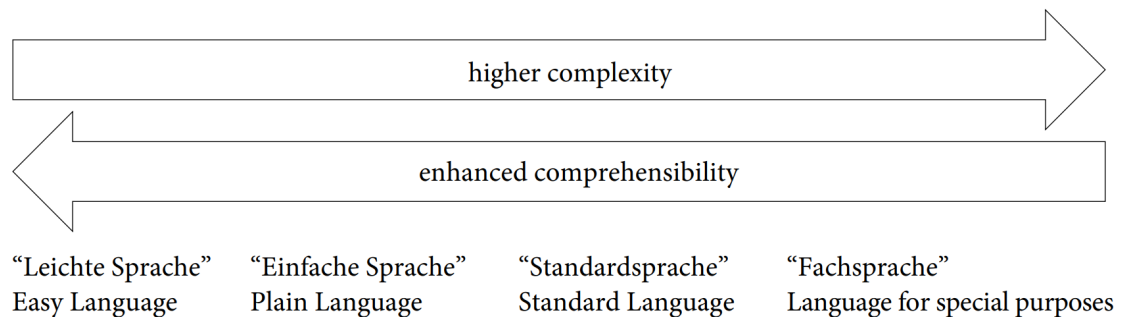 higher complexity
enhanced comprehensibility
“Leichte Sprache” “Einfache Sprache” “Standardsprache” “Fachsprache”
Easy Language Plain Language Standard Language Language for special purposes